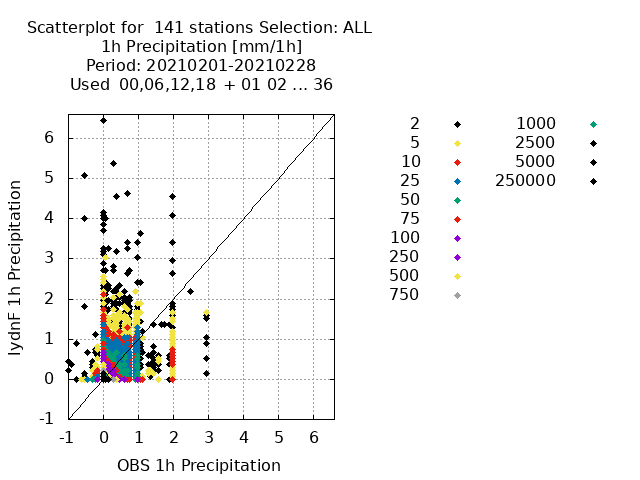 Scatterplot for  141 stations Selection: ALL
1h Precipitation [mm/1h]
Period: 20210201-20210228
Used  00,06,12,18  + 01 02 ... 36
lydnF 1h Precipitation
6
5
4
3
2
1
0
-1
-1 0 1 2 3 4 5 6
OBS 1h Precipitation
2 1000
5 2500
10 5000
25 250000
50
75
100
250
500
750